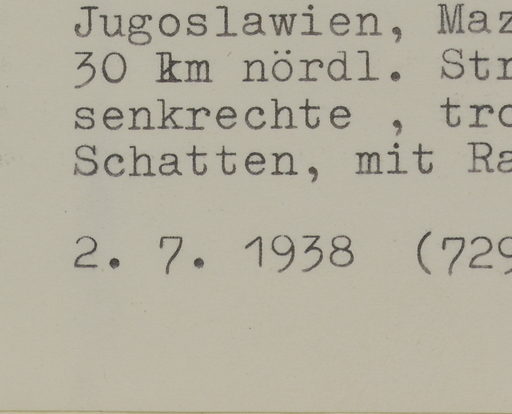 Jugoslawien, Maz
30 km nördl. Str
senkrechte , tro
Schatten, mit Ra
2. 7. 1938 (729